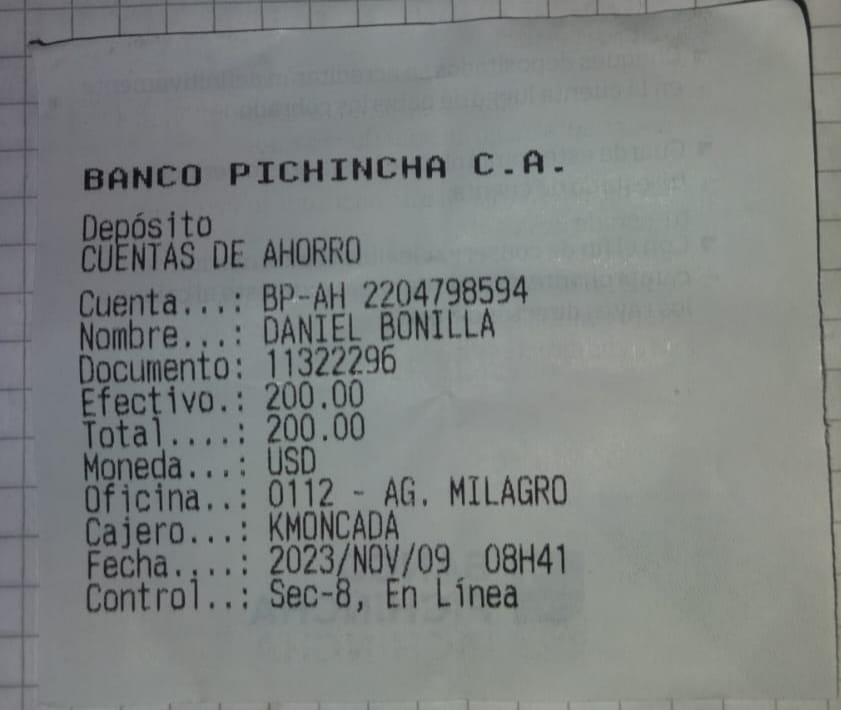 BANCO PICHINCHA C.A.
Depósito
CUENTAS DE AHORRO
Cuenta...: BP-AH 2204798594
Nombre...: DANIEL BONILLA
Documento: 11322296
Efectivo.: 200.00
Total....: 200.00
Moneda...: USD
Oficina..: 0112 - AG. MILAGRO
Cajero...: KMONCADA
Fecha....: 2023/NOV/09 08H41
Control..: Sec-8, En Línea